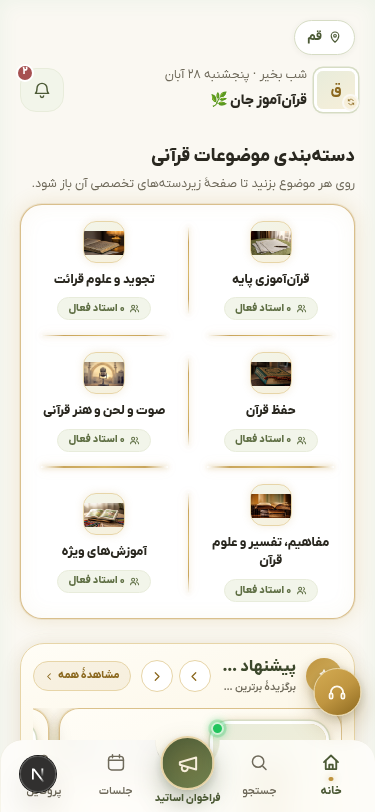 قم
شب بخیر · پنجشنبه ۲۸ آبان
قرآن‌آموز جان 🌿
ق
۲
دسته‌بندی موضوعات قرآنی
روی هر موضوع بزنید تا صفحهٔ زیردسته‌های تخصصی آن باز شود.
قرآن‌آموزی پایه
۰ استاد فعال
تجوید و علوم قرائت
۰ استاد فعال
حفظ قرآن
۰ استاد فعال
صوت و لحن و هنر قرآنی
۰ استاد فعال
مفاهیم، تفسیر و علوم
قرآن
۰ استاد فعال
آموزش‌های ویژه
۰ استاد فعال
پیشنهاد ...
برگزیدهٔ برترین ...
مشاهدهٔ همه
خانه
جستجو
فراخوان اساتید
جلسات
N